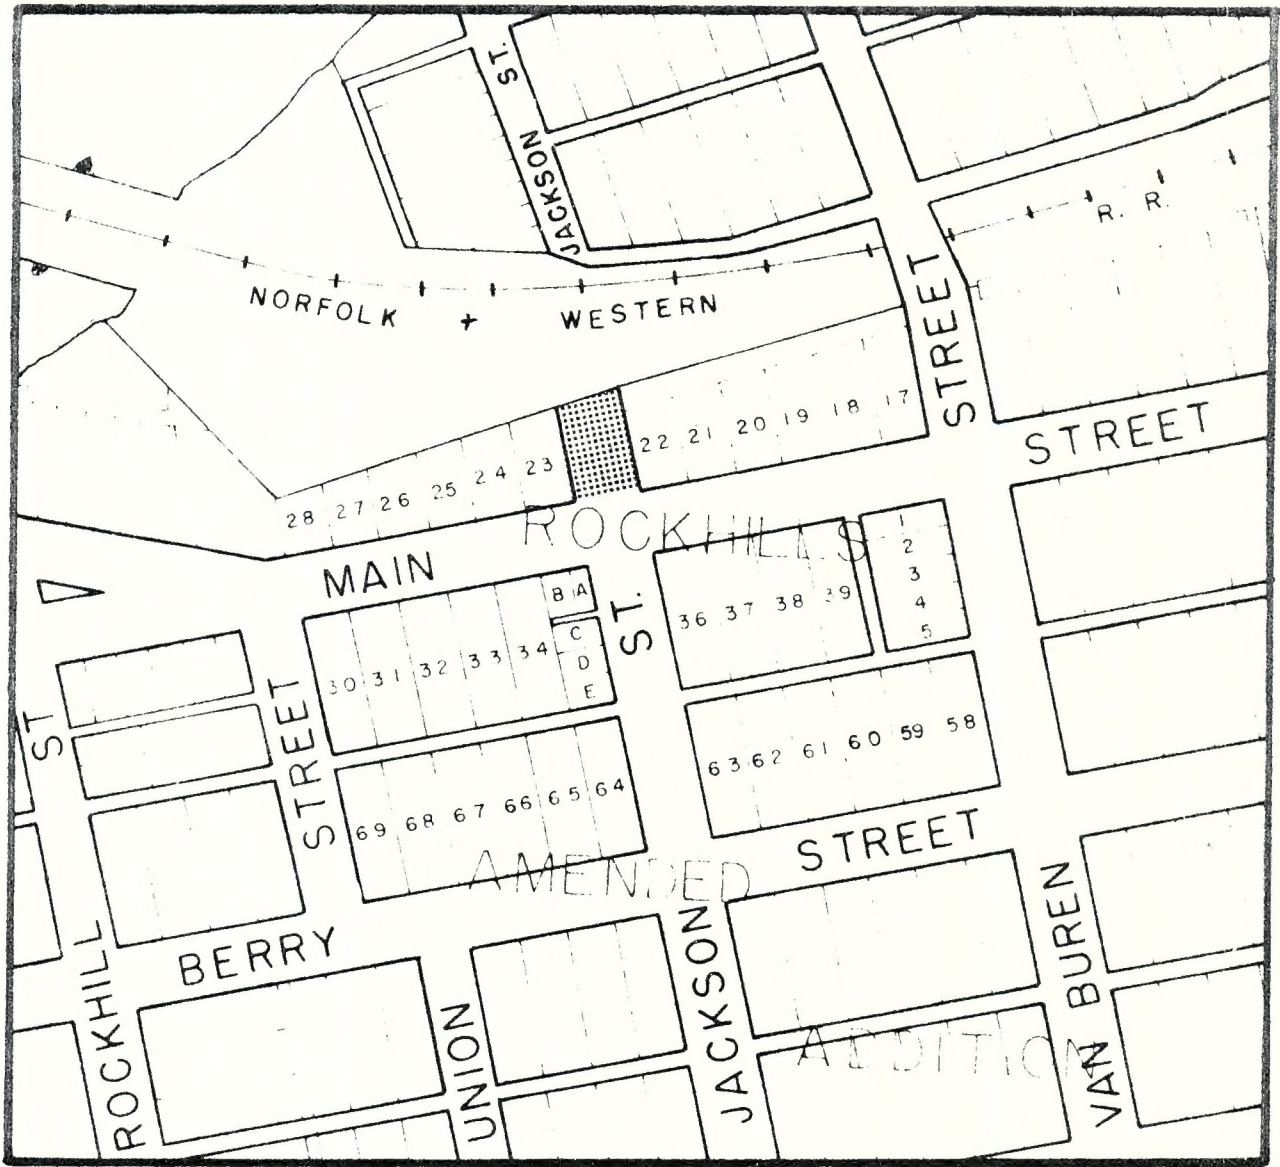 JACKSON ST.
R. R.
NORFOLK + WESTERN
STREET
STREET
22 21 20 19 18 17
28 27 26 25 24 23
ROCKHILLS
MAIN
ST.
B A
C
D
E
30 31 32 33 34
36 37 38 39
1
2
3
4
5
ST
STREET
63 62 61 60 59 58
69 68 67 66 65 64
STREET
AMENDED
BERRY
ROCKHILL
UNION
JACKSON
VAN BUREN
ADDITION